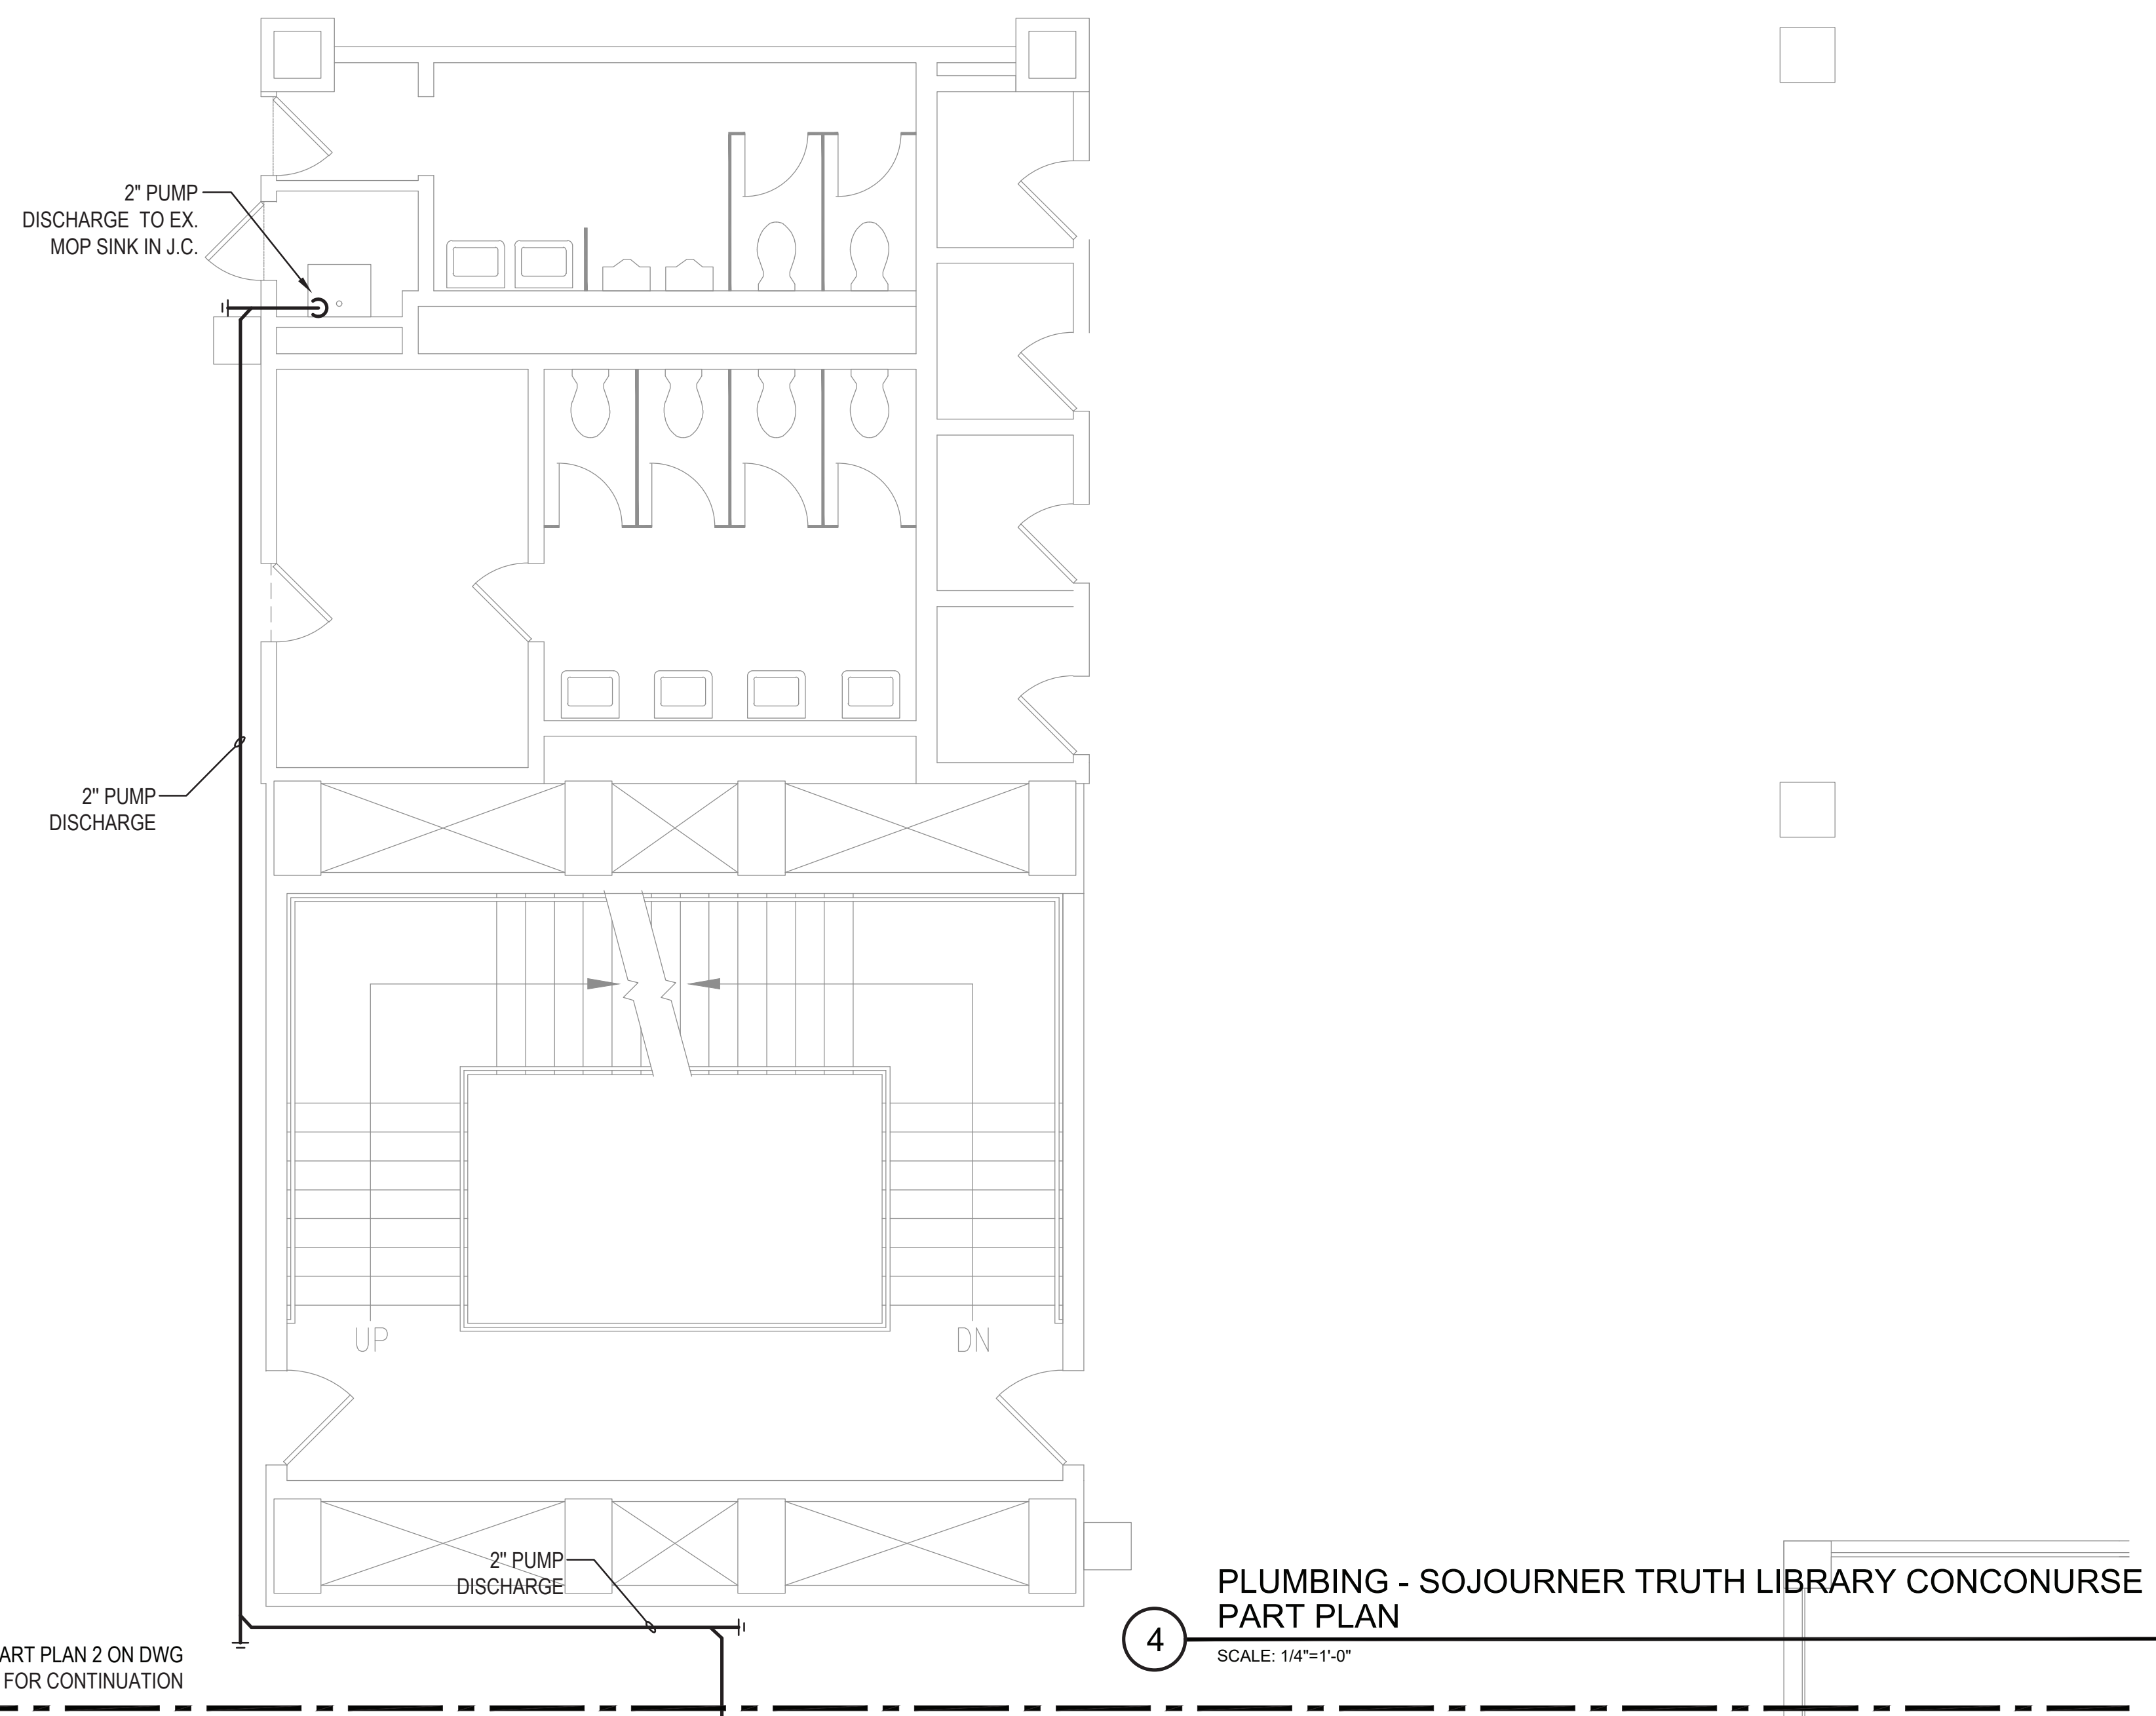 2" PUMP
DISCHARGE TO EX.
MOP SINK IN J.C.
2" PUMP
DISCHARGE
UP
DN
2" PUMP
DISCHARGE
PLUMBING - SOJOURNER TRUTH LIBRARY CONCONURSE
PART PLAN
4
SCALE: 1/4"=1'-0"
PLAN 2 ON DWG
FOR CONTINUATION